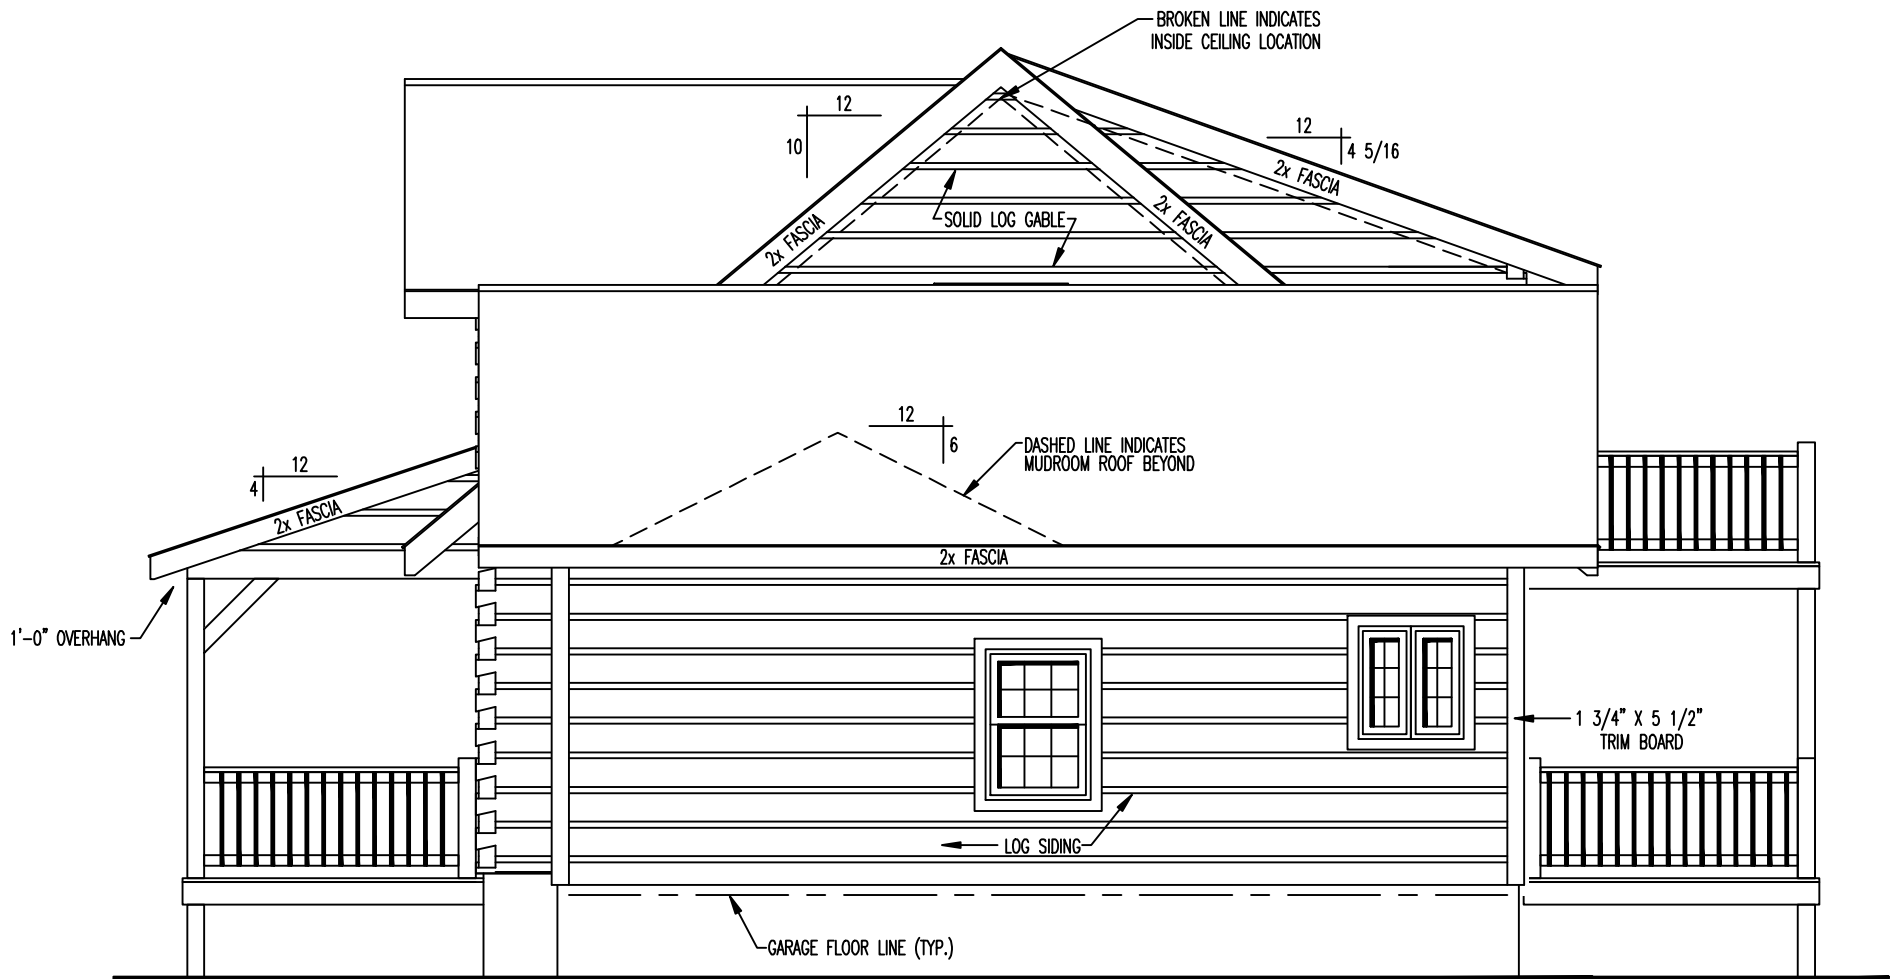 BROKEN LINE INDICATES
INSIDE CEILING LOCATION
12
10
12
4 5/16
2x FASCIA
2x FASCIA
2x FASCIA
SOLID LOG GABLE
12
6
DASHED LINE INDICATES
MUDROOM ROOF BEYOND
12
4
2x FASCIA
2x FASCIA
1'-0" OVERHANG
1 3/4" X 5 1/2"
TRIM BOARD
LOG SIDING
GARAGE FLOOR LINE (TYP.)